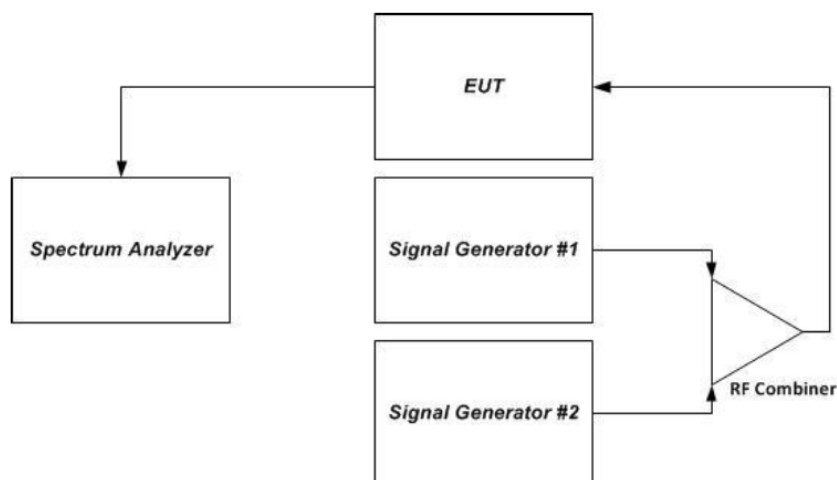 EUT
Spectrum Analyzer
Signal Generator #1
RF Combiner
Signal Generator #2